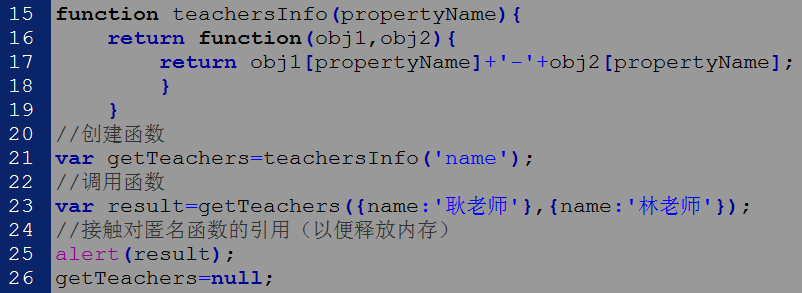 15 function teachersInfo(propertyName){
16     return function(obj1,obj2){
17         return obj1[propertyName]+'-'+obj2[propertyName];
18         }
19     }
20 //创建函数
21 var getTeachers=teachersInfo('name');
22 //调用函数
23 var result=getTeachers({name:'耿老师'},{name:'林老师'});
24 //接触对匿名函数的引用（以便释放内存）
25 alert(result);
26 getTeachers=null;